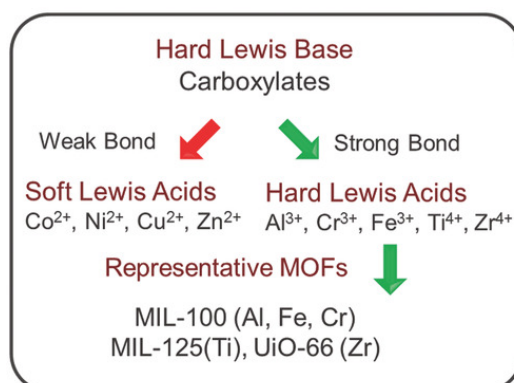 Hard Lewis Base
Carboxylates
Weak Bond
Strong Bond
Soft Lewis Acids
Hard Lewis Acids
Co²⁺, Ni²⁺, Cu²⁺, Zn²⁺
Al³⁺, Cr³⁺, Fe³⁺, Ti⁴⁺, Zr⁴⁺
Representative MOFs
MIL-100 (Al, Fe, Cr)
MIL-125(Ti), UiO-66 (Zr)